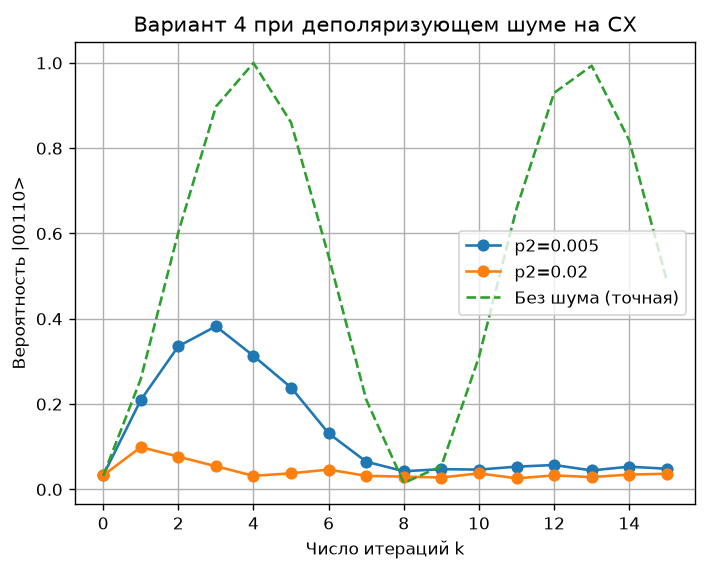 Вариант 4 при деполяризующем шуме на CX
Вероятность |00110>
1.0
0.8
0.6
0.4
0.2
0.0
p2=0.005
p2=0.02
Без шума (точная)
0 2 4 6 8 10 12 14
Число итераций k